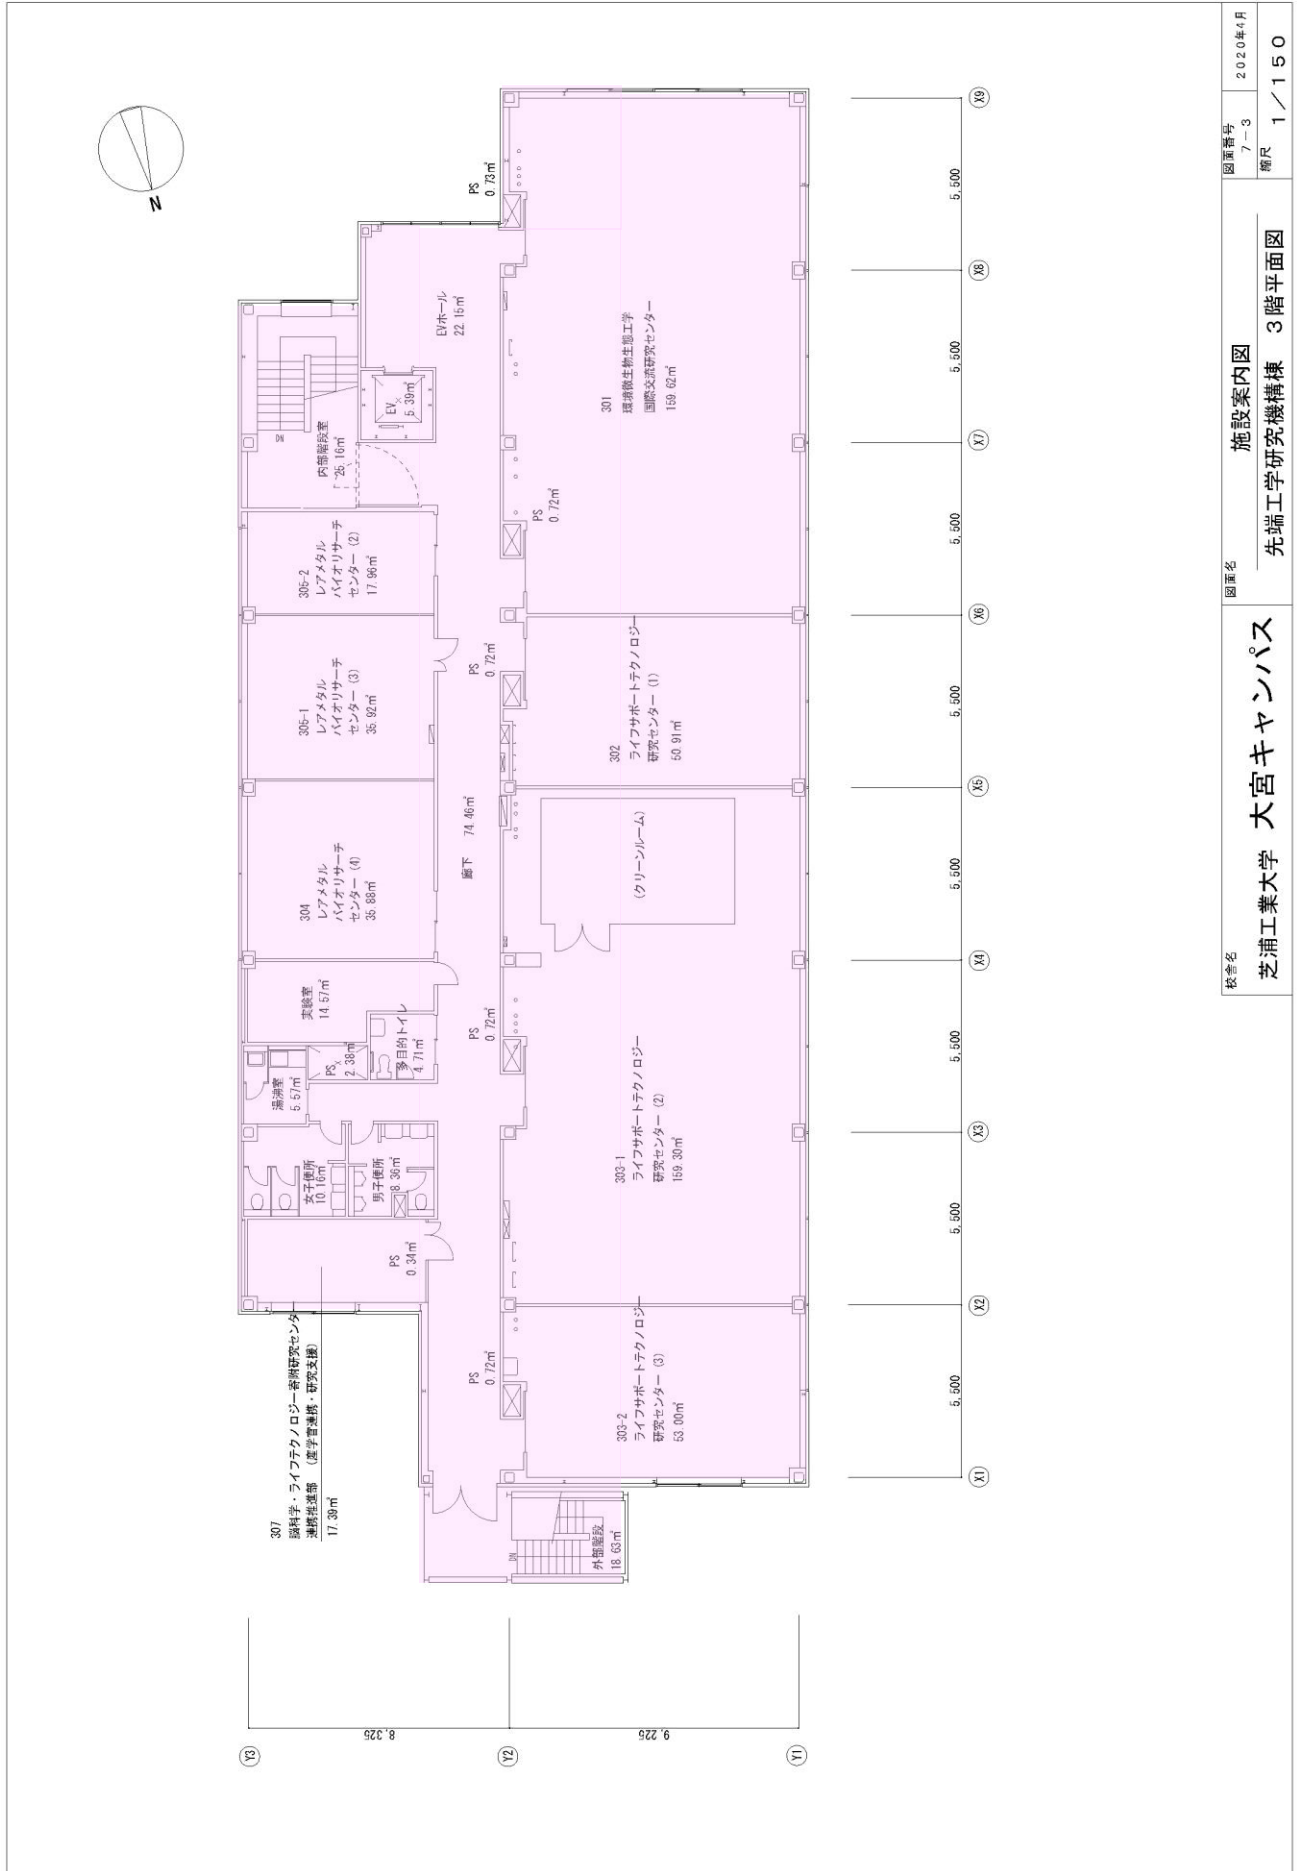 校舎名
芝浦工業大学 大宮キャンパス
図面名
施設案内図
先端工学研究機構棟 3階平面図
図面番号
7-3
2020年4月
縮尺
1/150
N
307
脳科学・ライフテクノロジー寄附研究センタ
連携推進部 (産学官連携・研究支援)
17.39㎡
女子便所
10.16㎡
男子便所
8.36㎡
PS
0.34㎡
湯沸室
5.57㎡
PS
2.38㎡
多目的トイレ
4.71㎡
実験室
14.57㎡
304
レアメタル
バイオリサーチ
センター (4)
35.88㎡
305-1
レアメタル
バイオリサーチ
センター (3)
35.92㎡
305-2
レアメタル
バイオリサーチ
センター (2)
17.96㎡
内部階段室
25.16㎡
DN
EV
5.39㎡
EVホール
22.15㎡
PS
0.73㎡
廊下 74.46㎡
PS
0.72㎡
PS
0.72㎡
PS
0.72㎡
PS
0.72㎡
DN
外部階段
18.63㎡
303-2
ライフサポートテクノロジー
研究センター (3)
53.00㎡
303-1
ライフサポートテクノロジー
研究センター (2)
159.30㎡
(クリーンルーム)
302
ライフサポートテクノロジー
研究センター (1)
50.91㎡
301
環境微生物生態工学
国際交流研究センター
159.62㎡
Y3
8,325
Y2
9,225
Y1
X1
5,500
X2
5,500
X3
5,500
X4
5,500
X5
5,500
X6
5,500
X7
5,500
X8
5,500
X9